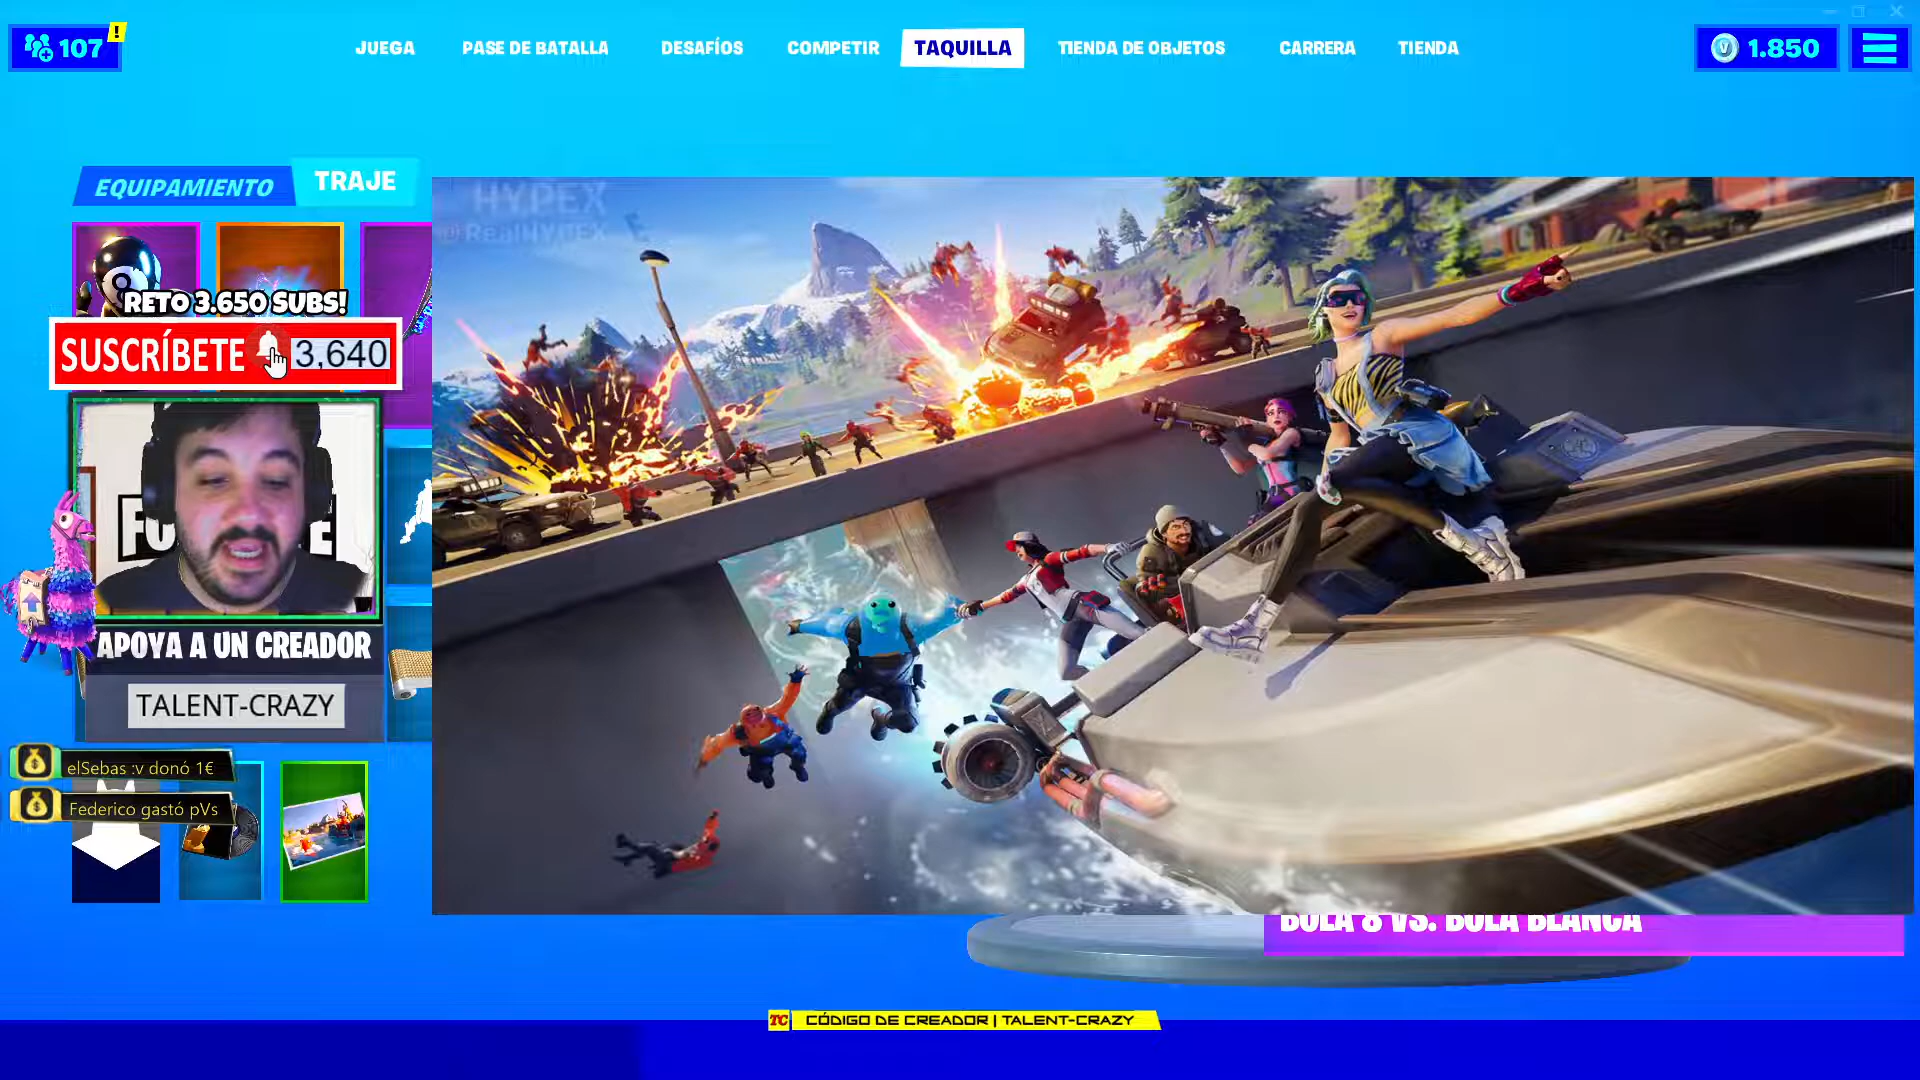 107
!
JUEGA
PASE DE BATALLA
DESAFÍOS
COMPETIR
TAQUILLA
TIENDA DE OBJETOS
CARRERA
TIENDA
V 1.850
EQUIPAMIENTO
TRAJE
HYPEX
@RealHYPEX
RETO 3.650 SUBS!
SUSCRÍBETE 3,640
APOYA A UN CREADOR
TALENT-CRAZY
elSebas :v donó 1€
Federico gastó pVs
BOLA 8 VS. BOLA BLANCA
TC CÓDIGO DE CREADOR | TALENT-CRAZY